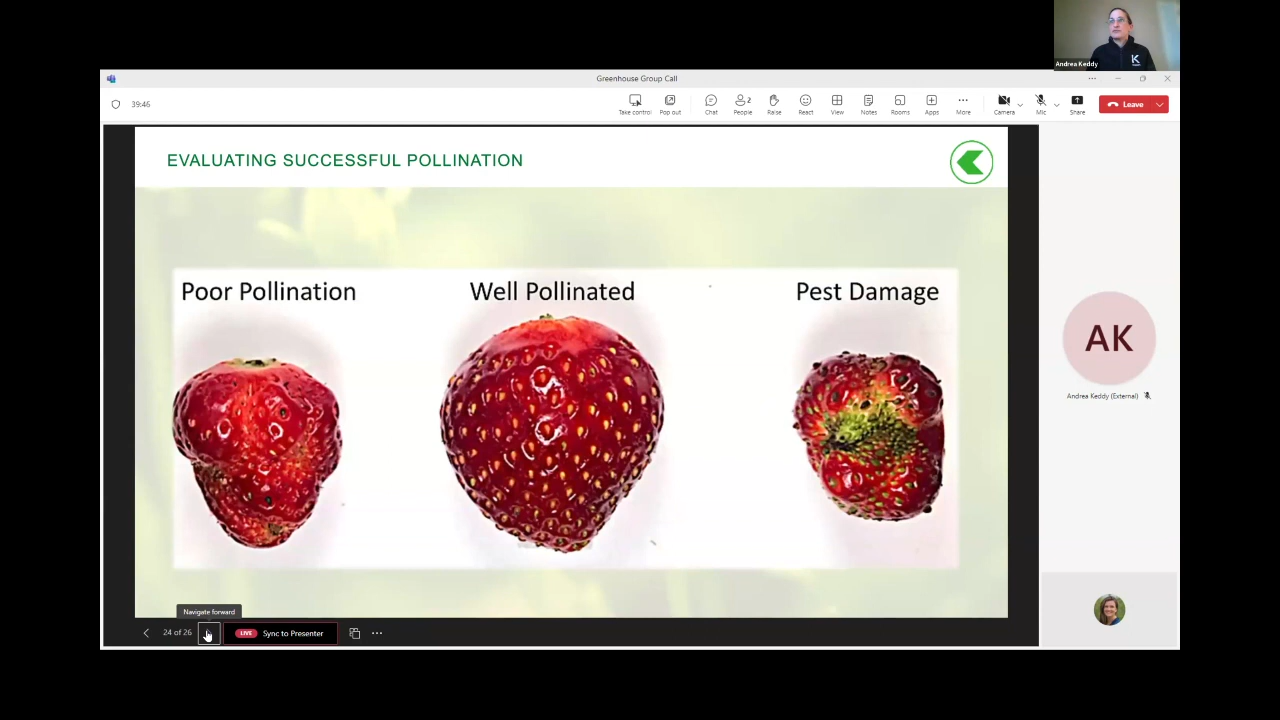 Andrea Keddy
K
Greenhouse Group Call
39:46
Take control
Pop out
Chat
2
People
Raise
React
View
Notes
Rooms
Apps
More
Camera
Mic
Share
Leave
EVALUATING SUCCESSFUL POLLINATION
Poor Pollination
Well Pollinated
Pest Damage
AK
Andrea Keddy (External)
Navigate forward
24 of 26
LIVE Sync to Presenter